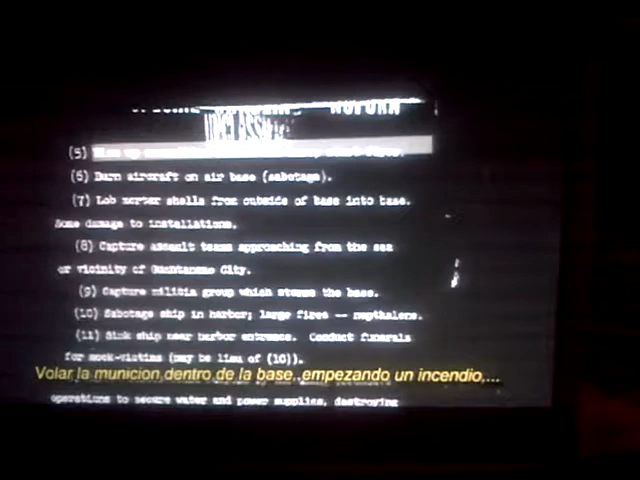 NOFORN
(5) Blow up
(6) Burn aircraft on air base (sabotage).
(7) Lob mortar shells from outside of base into base.
Some damage to installations.
(8) Capture assault teams approaching from the sea
or vicinity of Guantanamo City.
(9) Capture militia group which storms the base.
(10) Sabotage ship in harbor; large fires -- napthalene.
(11) Sink ship near harbor entrance. Conduct funerals
for mock-victims (may be lieu of (10)).
Volar la municion dentro de la base, empezando un incendio,...
operations to secure water and power supplies, destroying